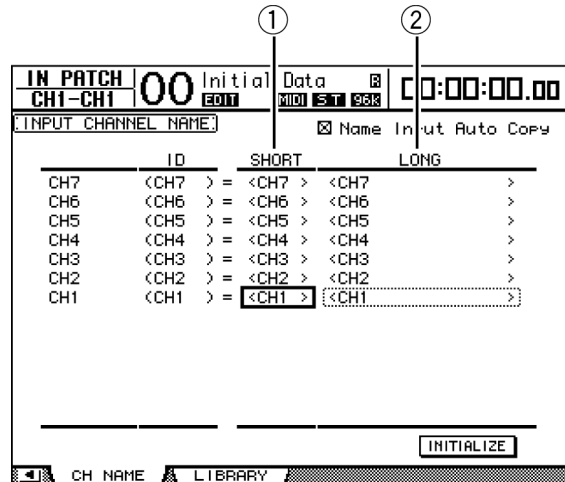 ① ②
IN PATCH 00 Initial Data R 00:00:00.00
CH1-CH1 EDIT MIDI ST 96k
INPUT CHANNEL NAME ☒ Name Input Auto Copy
ID SHORT LONG
CH7 (CH7 ) = <CH7 > <CH7 >
CH6 (CH6 ) = <CH6 > <CH6 >
CH5 (CH5 ) = <CH5 > <CH5 >
CH4 (CH4 ) = <CH4 > <CH4 >
CH3 (CH3 ) = <CH3 > <CH3 >
CH2 (CH2 ) = <CH2 > <CH2 >
CH1 (CH1 ) = <CH1 > <CH1 >
INITIALIZE
CH NAME LIBRARY